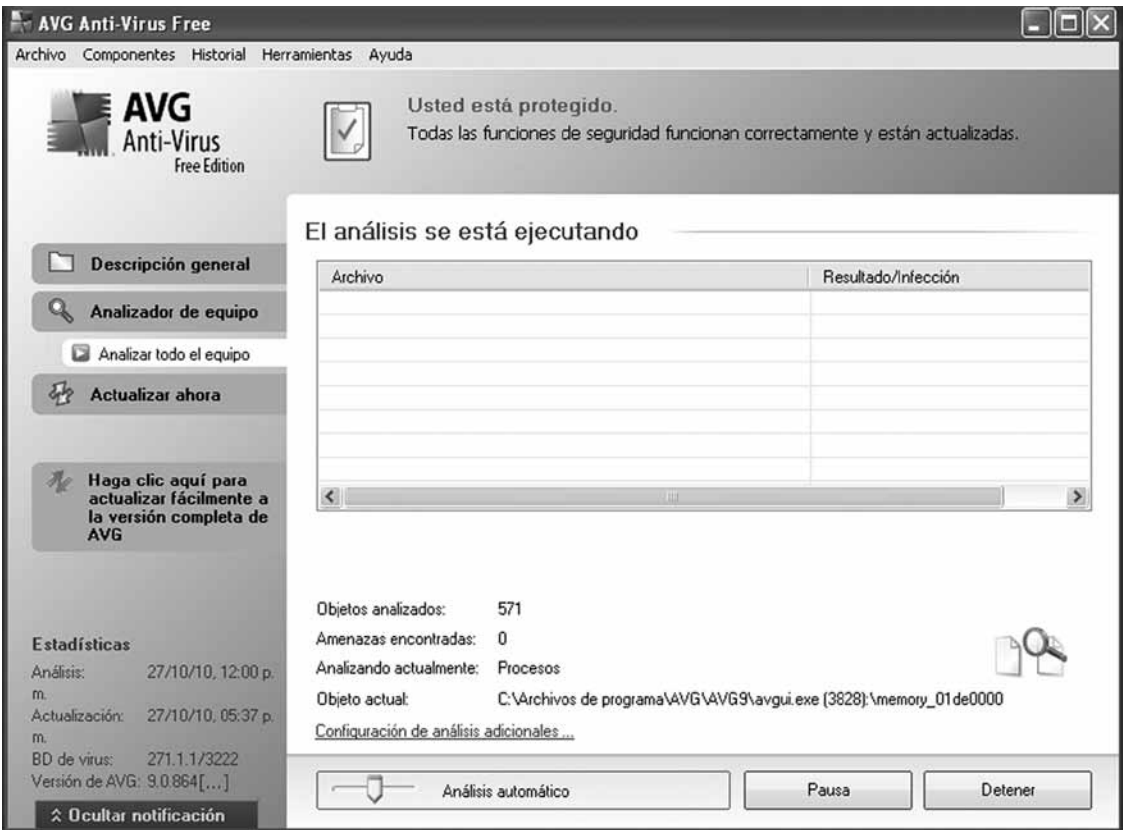 AVG Anti-Virus Free
Archivo Componentes Historial Herramientas Ayuda
AVG
Anti-Virus
Free Edition
Usted está protegido.
Todas las funciones de seguridad funcionan correctamente y están actualizadas.
Descripción general
Analizador de equipo
Analizar todo el equipo
Actualizar ahora
Haga clic aquí para
actualizar fácilmente a
la versión completa de
AVG
Estadísticas
Análisis: 27/10/10, 12:00 p.
m.
Actualización: 27/10/10, 05:37 p.
m.
BD de virus: 271.1.1/3222
Versión de AVG: 9.0.864[...]
Ocultar notificación
El análisis se está ejecutando
Archivo Resultado/Infección
Objetos analizados: 571
Amenazas encontradas: 0
Analizando actualmente: Procesos
Objeto actual: C:\Archivos de programa\AVG\AVG9\avgui.exe (3828):\memory_01de0000
Configuración de análisis adicionales ...
Análisis automático
Pausa
Detener